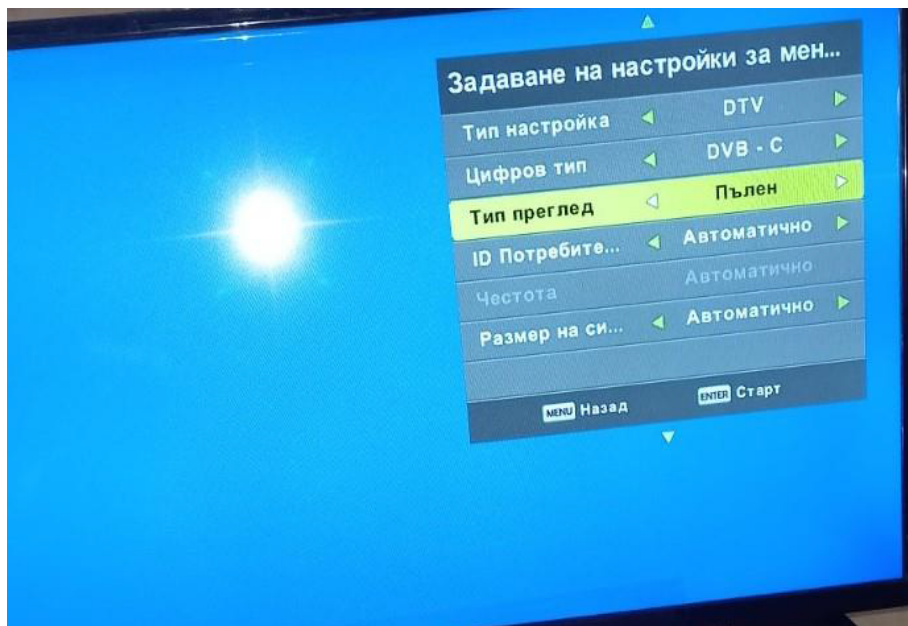 Задаване на настройки за мен...
Тип настройка DTV
Цифров тип DVB - C
Тип преглед Пълен
ID Потребите... Автоматично
Честота Автоматично
Размер на си... Автоматично
MENU Назад ENTER Старт